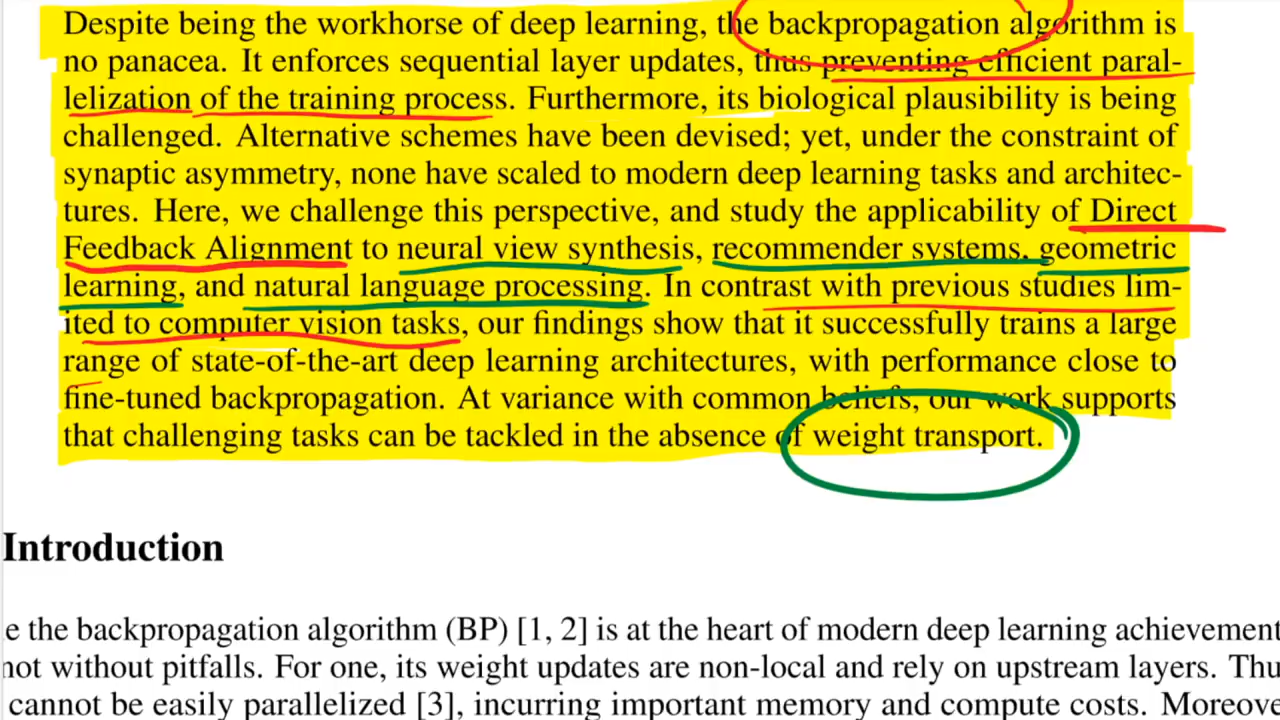 Despite being the workhorse of deep learning, the backpropagation algorithm is
no panacea. It enforces sequential layer updates, thus preventing efficient paral-
lelization of the training process. Furthermore, its biological plausibility is being
challenged. Alternative schemes have been devised; yet, under the constraint of
synaptic asymmetry, none have scaled to modern deep learning tasks and architec-
tures. Here, we challenge this perspective, and study the applicability of Direct
Feedback Alignment to neural view synthesis, recommender systems, geometric
learning, and natural language processing. In contrast with previous studies lim-
ited to computer vision tasks, our findings show that it successfully trains a large
range of state-of-the-art deep learning architectures, with performance close to
fine-tuned backpropagation. At variance with common beliefs, our work supports
that challenging tasks can be tackled in the absence of weight transport.
Introduction
e the backpropagation algorithm (BP) [1, 2] is at the heart of modern deep learning achievement
not without pitfalls. For one, its weight updates are non-local and rely on upstream layers. Thu
cannot be easily parallelized [3], incurring important memory and compute costs. Moreove